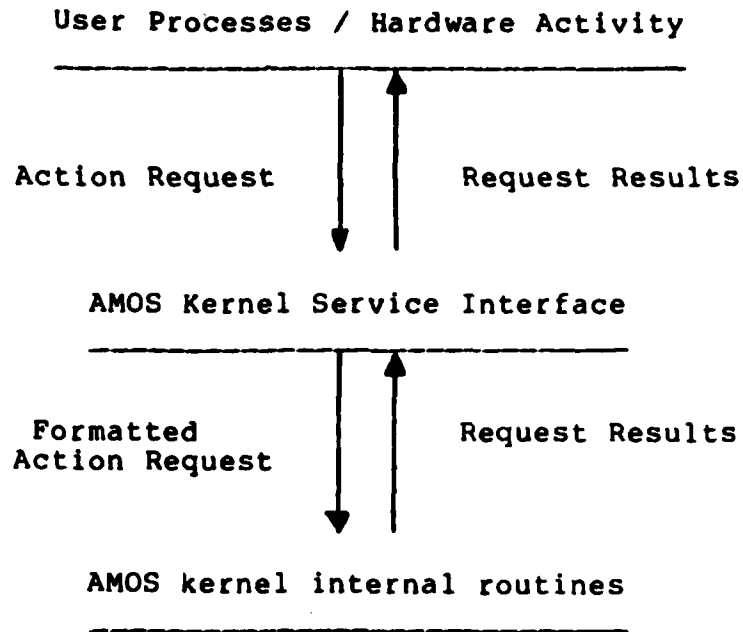 User Processes / Hardware Activity
Action Request
Request Results
AMOS Kernel Service Interface
Formatted
Action Request
Request Results
AMOS kernel internal routines